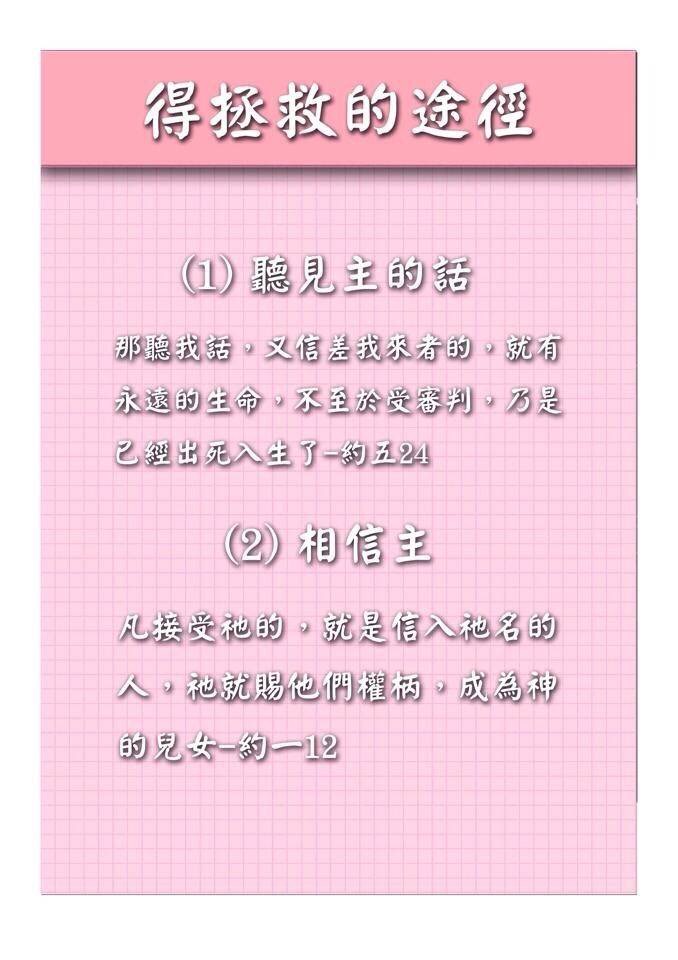 得拯救的途徑
(1) 聽見主的話
那聽我話，又信差我來者的，就有
永遠的生命，不至於受審判，乃是
已經出死入生了-約五24
(2) 相信主
凡接受祂的，就是信入祂名的
人，祂就賜他們權柄，成為神
的兒女-約一12